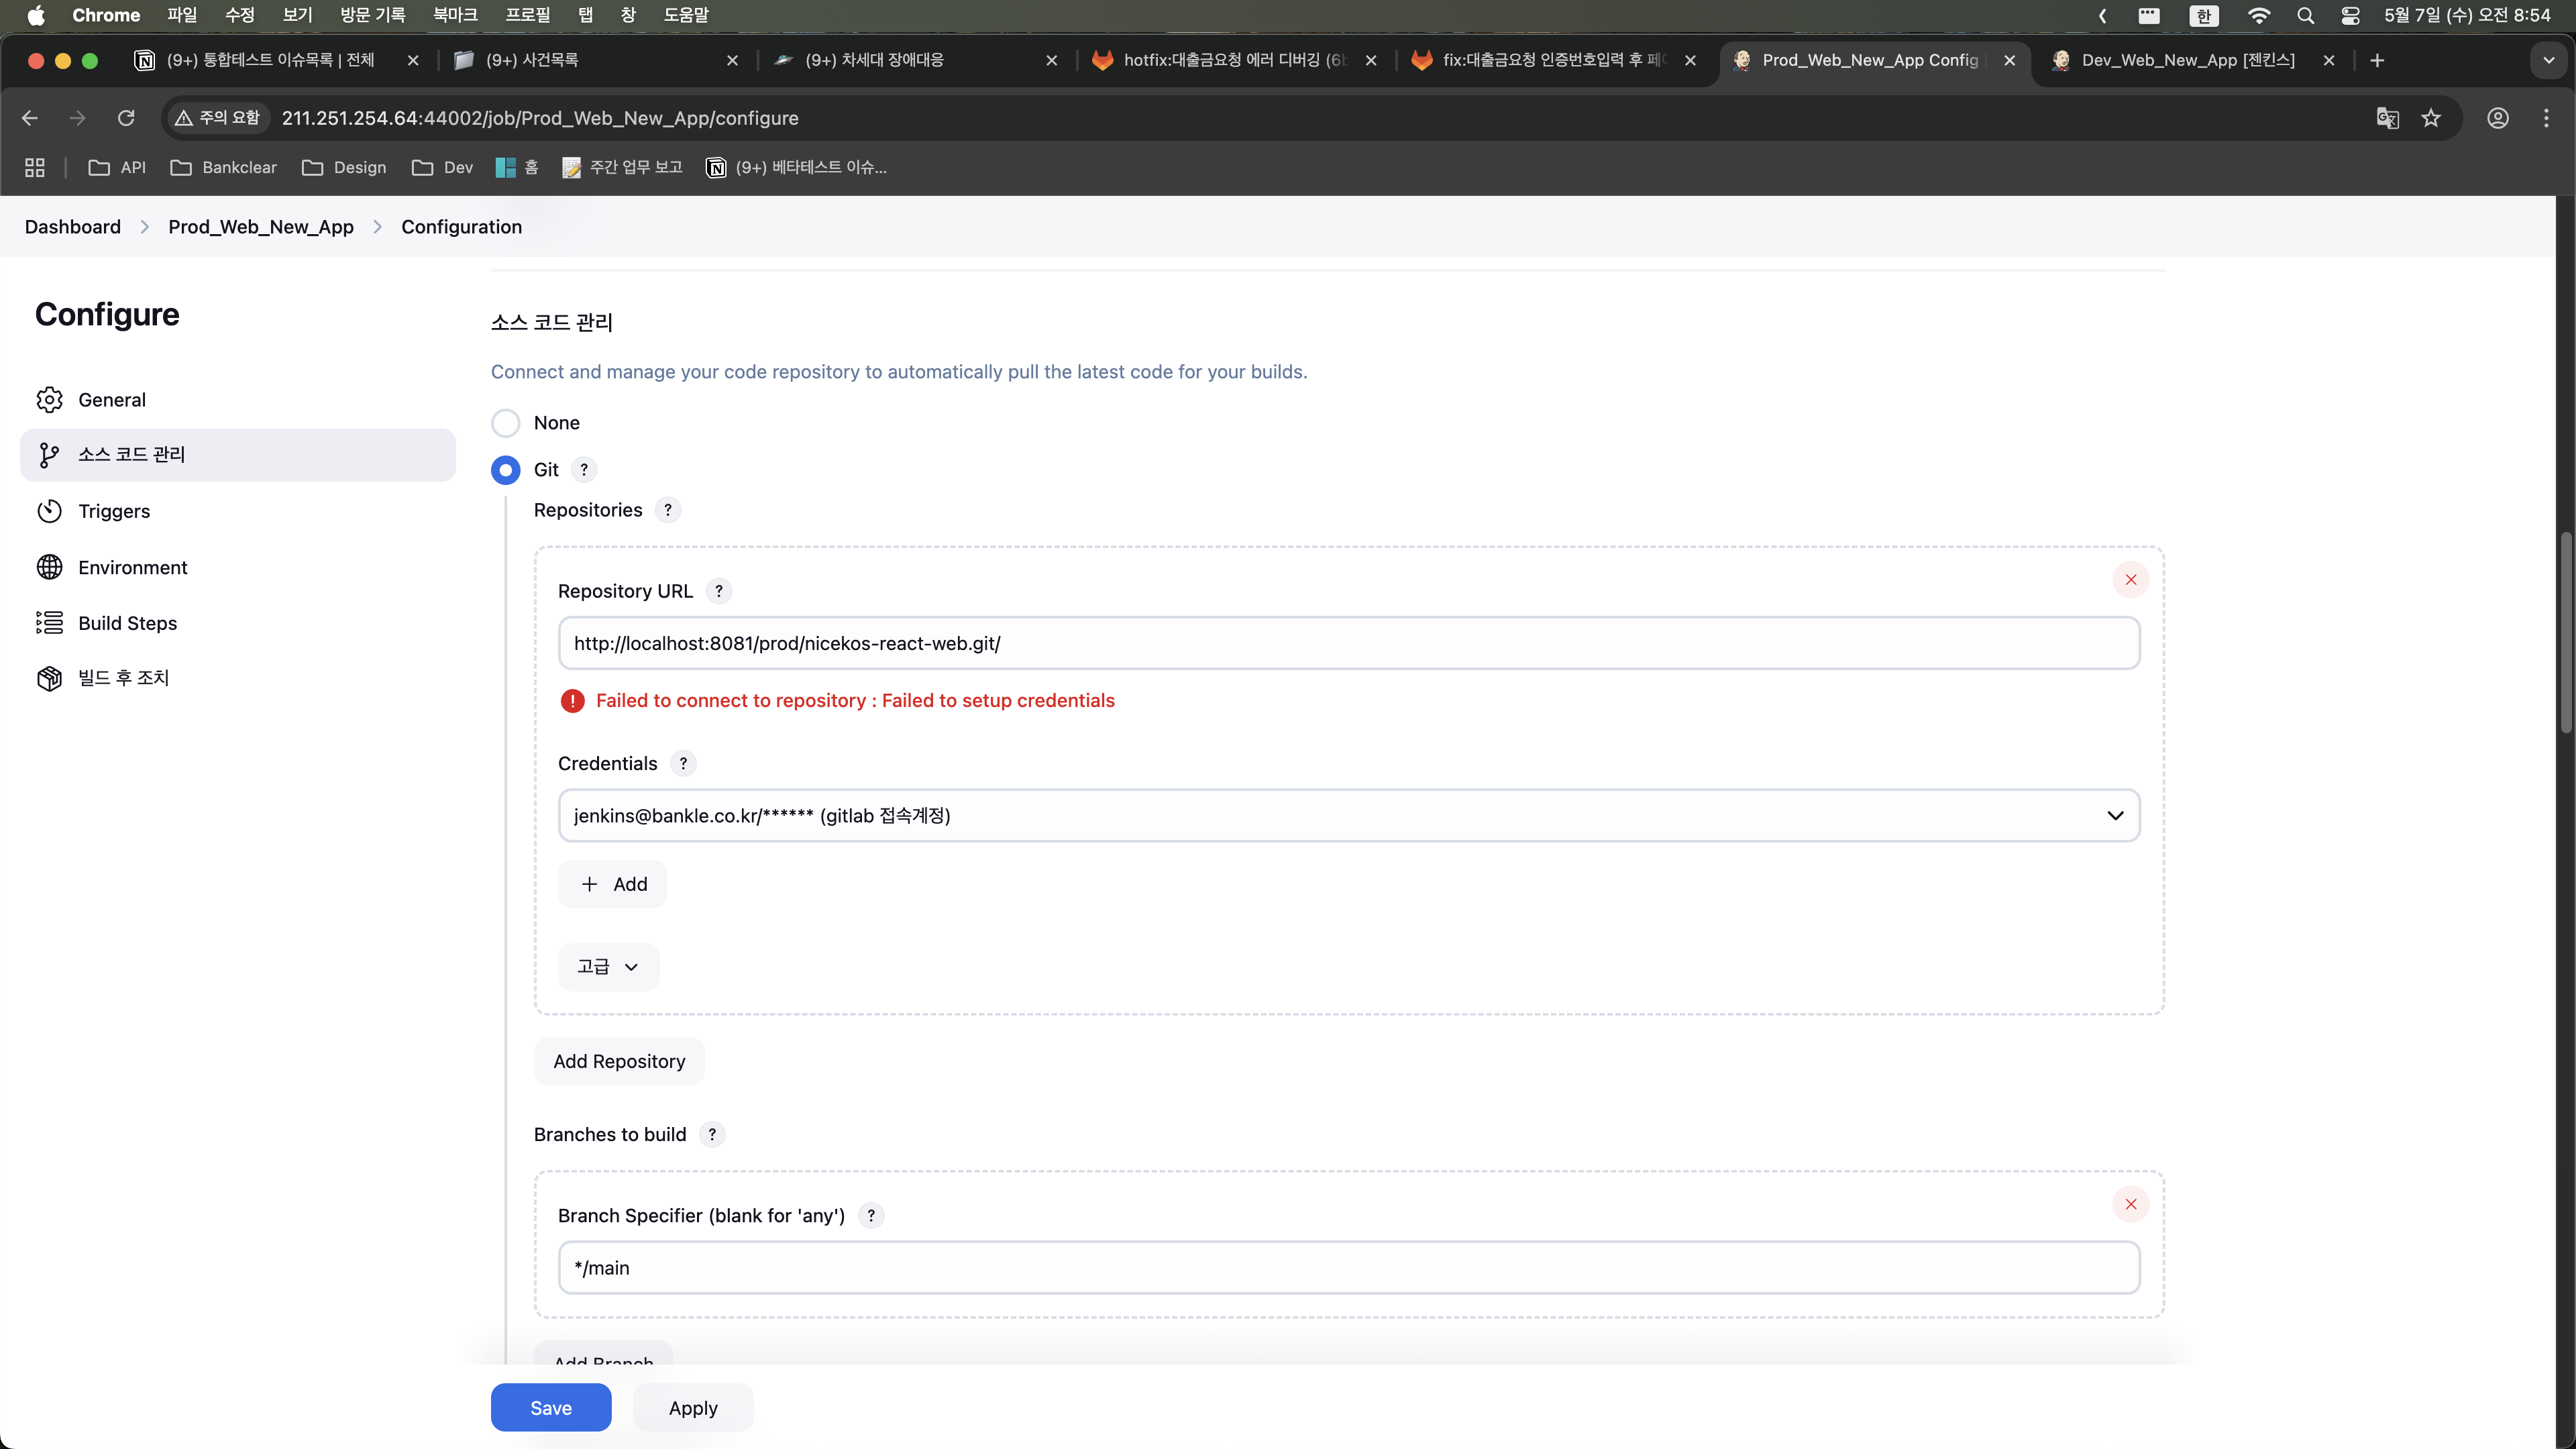 Chrome 파일 수정 보기 방문 기록 북마크 프로필 탭 창 도움말 한 5월 7일 (수) 오전 8:54
(9+) 통합테스트 이슈목록 | 전체 (9+) 사건목록 (9+) 차세대 장애대응 hotfix:대출금요청 에러 디버깅 (6 fix:대출금요청 인증번호입력 후 Prod_Web_New_App Config Dev_Web_New_App [젠킨스]
주의 요함 211.251.254.64:44002/job/Prod_Web_New_App/configure
API Bankclear Design Dev 홈 주간 업무 보고 (9+) 베타테스트 이슈...
Dashboard Prod_Web_New_App Configuration
Configure
General
소스 코드 관리
Triggers
Environment
Build Steps
빌드 후 조치
소스 코드 관리
Connect and manage your code repository to automatically pull the latest code for your builds.
None
Git ?
Repositories ?
Repository URL ?
http://localhost:8081/prod/nicekos-react-web.git/
Failed to connect to repository : Failed to setup credentials
Credentials ?
jenkins@bankle.co.kr/****** (gitlab 접속계정)
+ Add
고급
Add Repository
Branches to build ?
Branch Specifier (blank for 'any') ?
*/main
Add Branch
Save Apply